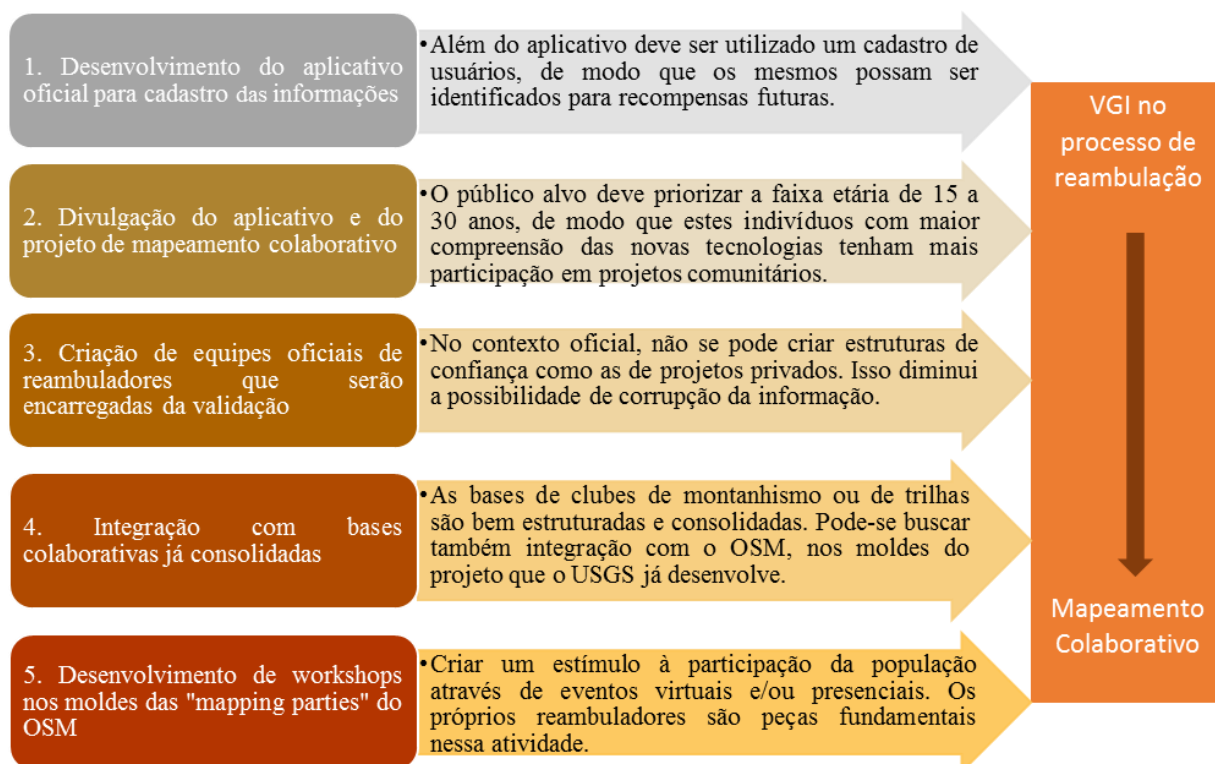 1. Desenvolvimento do aplicativo
oficial para cadastro das informações
•Além do aplicativo deve ser utilizado um cadastro de
usuários, de modo que os mesmos possam ser
identificados para recompensas futuras.
2. Divulgação do aplicativo e do
projeto de mapeamento colaborativo
•O público alvo deve priorizar a faixa etária de 15 a
30 anos, de modo que estes indivíduos com maior
compreensão das novas tecnologias tenham mais
participação em projetos comunitários.
3. Criação de equipes oficiais de
reambuladores que serão
encarregadas da validação
•No contexto oficial, não se pode criar estruturas de
confiança como as de projetos privados. Isso diminui
a possibilidade de corrupção da informação.
4. Integração com bases
colaborativas já consolidadas
•As bases de clubes de montanhismo ou de trilhas
são bem estruturadas e consolidadas. Pode-se buscar
também integração com o OSM, nos moldes do
projeto que o USGS já desenvolve.
5. Desenvolvimento de workshops
nos moldes das "mapping parties" do
OSM
•Criar um estímulo à participação da população
através de eventos virtuais e/ou presenciais. Os
próprios reambuladores são peças fundamentais
nessa atividade.
VGI no
processo de
reambulação
Mapeamento
Colaborativo